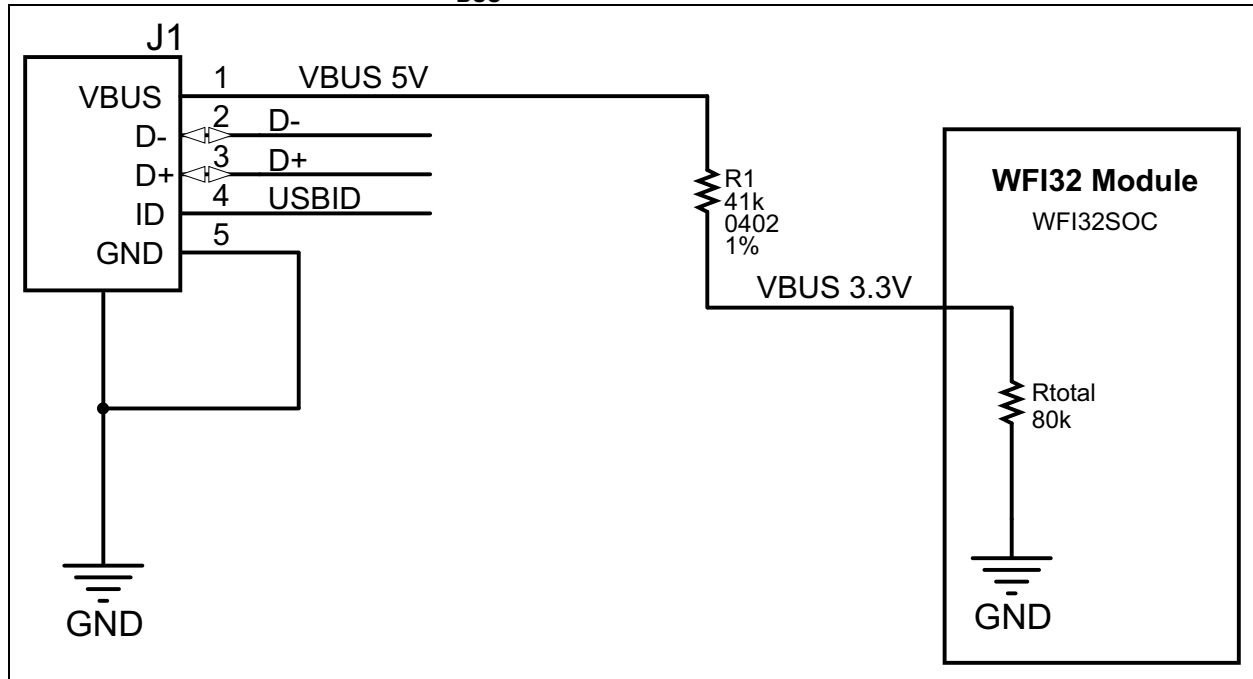 BUS
J1
VBUS
1
VBUS 5V
D-
2
D-
D+
3
D+
ID
4
USBID
GND
5
R1
41k
0402
1%
VBUS 3.3V
WFI32 Module
WFI32SOC
Rtotal
80k
GND
GND